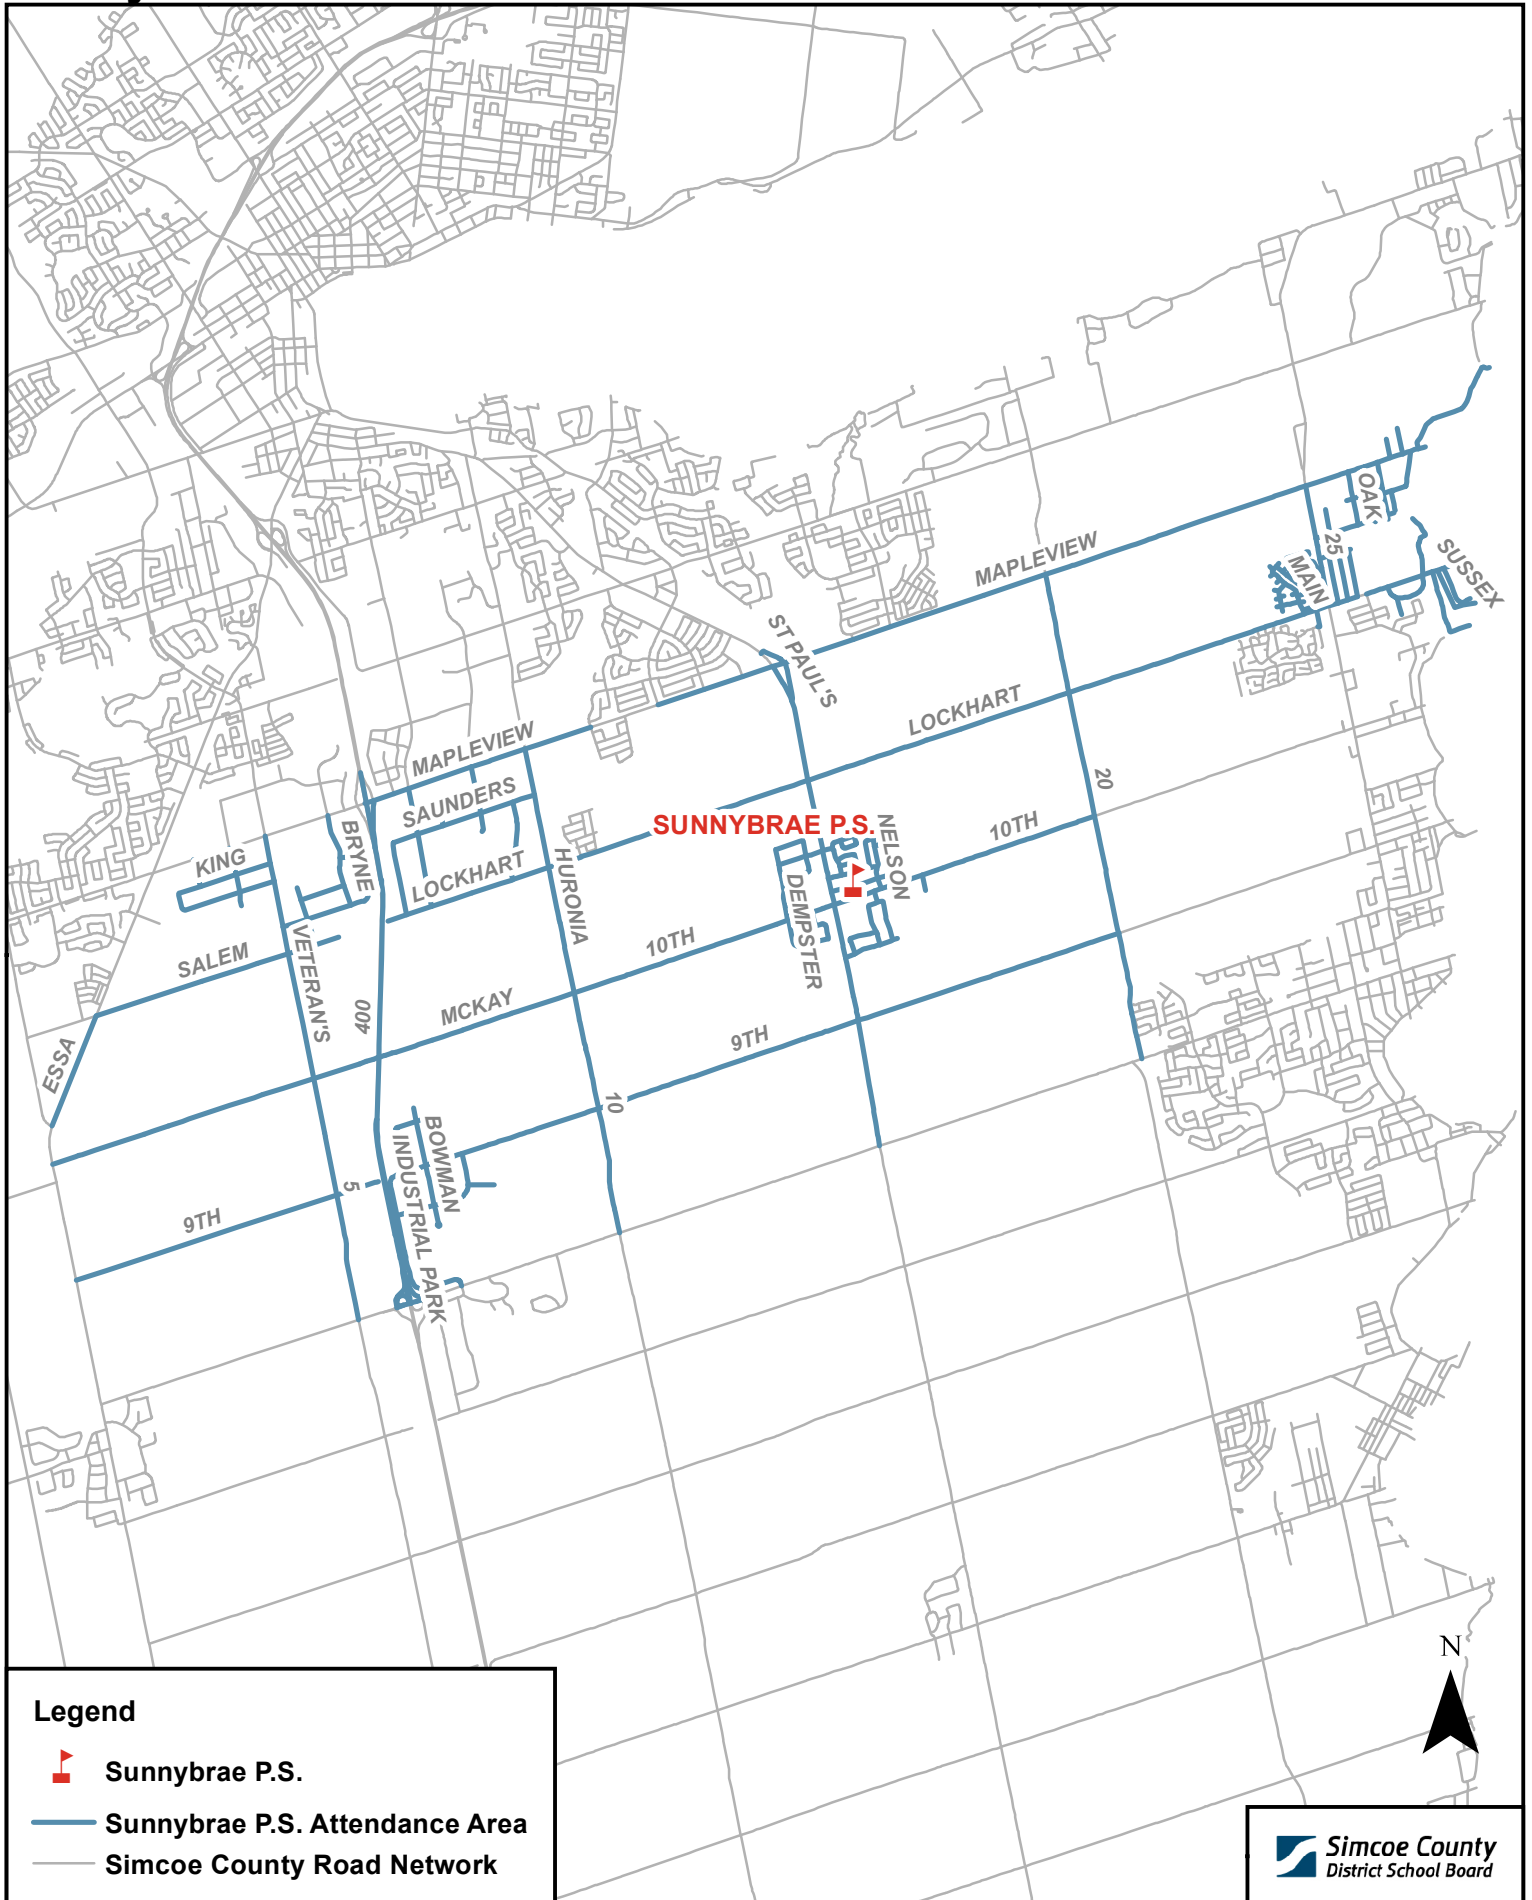 OAK
25
SUSSEX
MAIN
MAPLEVIEW
ST PAUL'S
LOCKHART
MAPLEVIEW
20
SAUNDERS
SUNNYBRAE P.S.
NELSON
10TH
BRYNE
KING
LOCKHART
HURONIA
DEMPSTER
10TH
VETERAN'S
SALEM
400
MCKAY
9TH
ESSA
10
BOWMAN
INDUSTRIAL PARK
5
9TH
N
Legend
Sunnybrae P.S.
Sunnybrae P.S. Attendance Area
Simcoe County Road Network
Simcoe County
District School Board